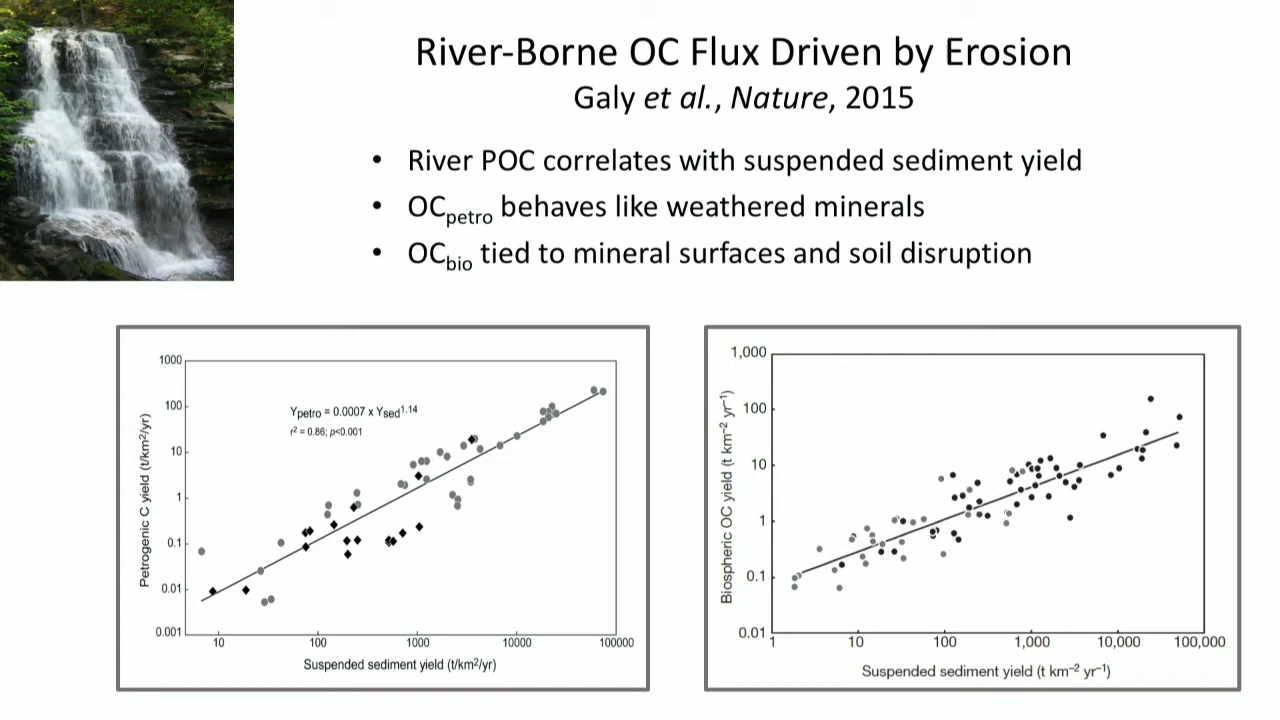 River-Borne OC Flux Driven by Erosion
Galy et al., Nature, 2015
• River POC correlates with suspended sediment yield
• OCpetro behaves like weathered minerals
• OCbio tied to mineral surfaces and soil disruption
Petrogenic C yield (t/km²/yr)
1000
100
10
1
0.1
0.01
0.001
Ypetro = 0.0007 x Ysed^1.14
r² = 0.86; p<0.001
10 100 1000 10000 100000
Suspended sediment yield (t/km²/yr)
Biospheric OC yield (t km⁻² yr⁻¹)
1,000
100
10
1
0.1
0.01
1 10 100 1,000 10,000 100,000
Suspended sediment yield (t km⁻² yr⁻¹)